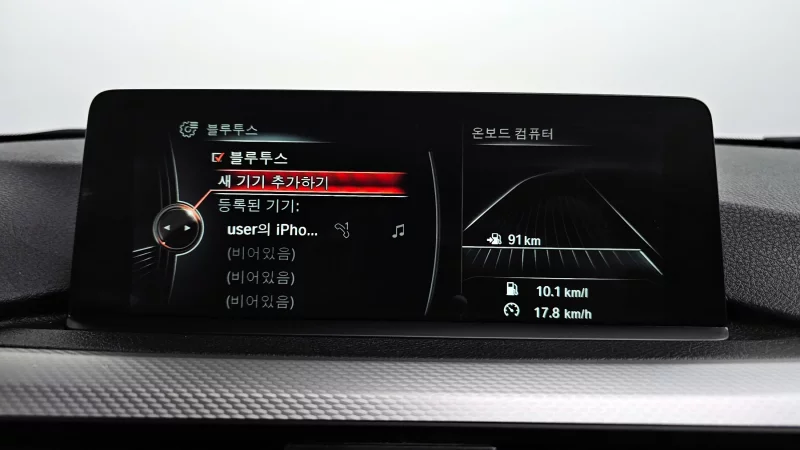 블루투스
블루투스
새 기기 추가하기
등록된 기기:
user의 iPho...
(비어있음)
(비어있음)
(비어있음)
온보드 컴퓨터
91 km
10.1 km/l
17.8 km/h